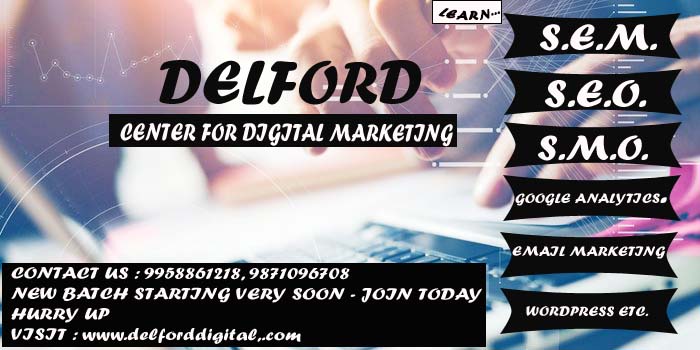 LEARN...
DELFORD
CENTER FOR DIGITAL MARKETING
S.E.M.
S.E.O.
S.M.O.
GOOGLE ANALYTICS.
EMAIL MARKETING
WORDPRESS ETC.
CONTACT US : 9958861218, 9871096708
NEW BATCH STARTING VERY SOON - JOIN TODAY
HURRY UP
VISIT : www.delforddigital,.com